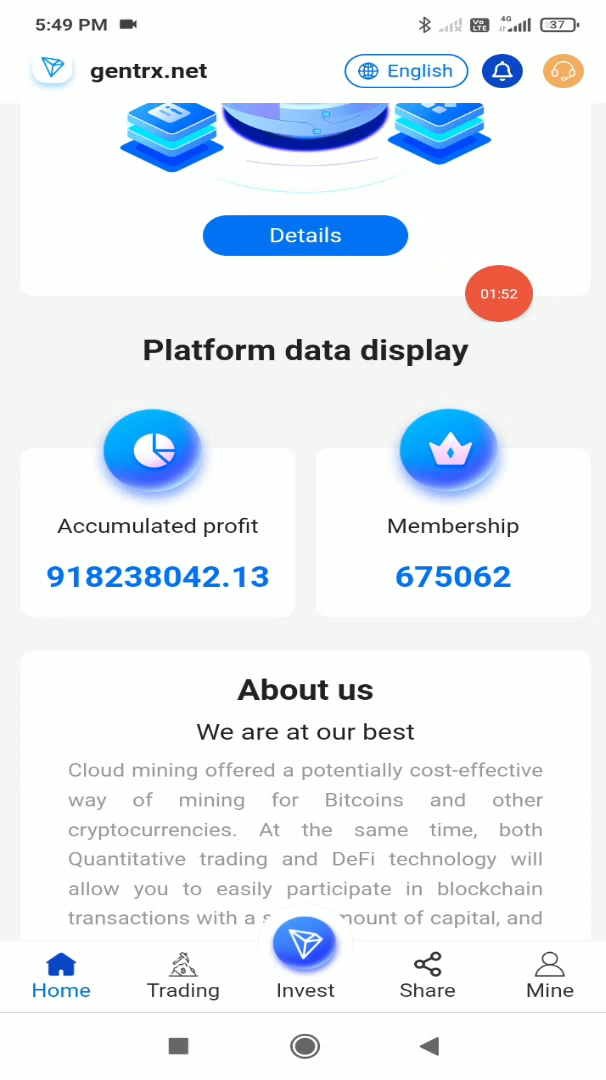 5:49 PM
Vo
LTE
4G
37
gentrx.net
English
Details
01:52
Platform data display
Accumulated profit
Membership
918238042.13
675062
About us
We are at our best
Cloud mining offered a potentially cost-effective
way of mining for Bitcoins and other
cryptocurrencies. At the same time, both
Quantitative trading and DeFi technology will
allow you to easily participate in blockchain
transactions with a capital, and
Home
Trading
Invest
Share
Mine